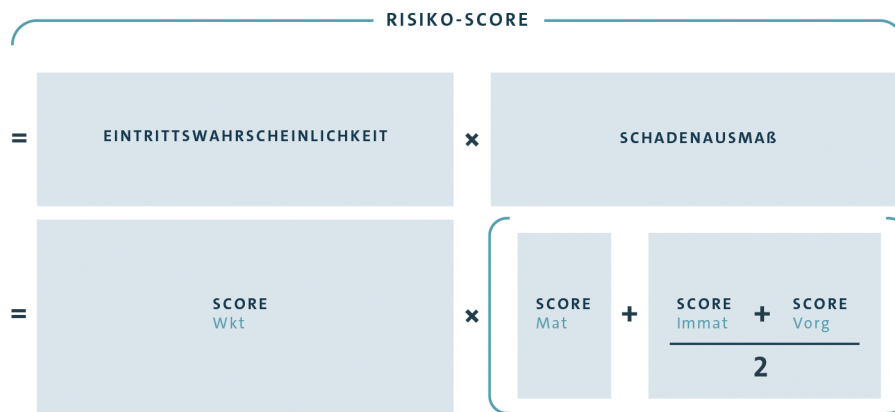 RISIKO-SCORE
= EINTRITTSWAHRSCHEINLICHKEIT × SCHADENAUSMAß
= SCORE × SCORE + SCORE + SCORE
Wkt Mat Immat Vorg
2